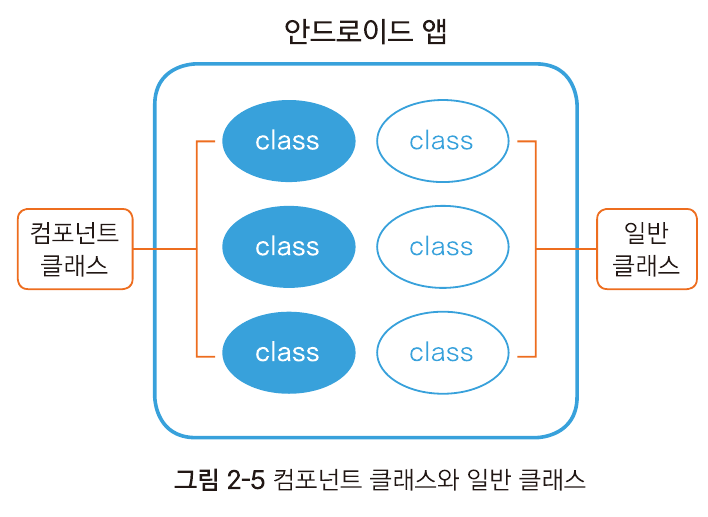 안드로이드 앱
class
class
컴포넌트
클래스
class
class
일반
클래스
class
class
그림 2-5 컴포넌트 클래스와 일반 클래스